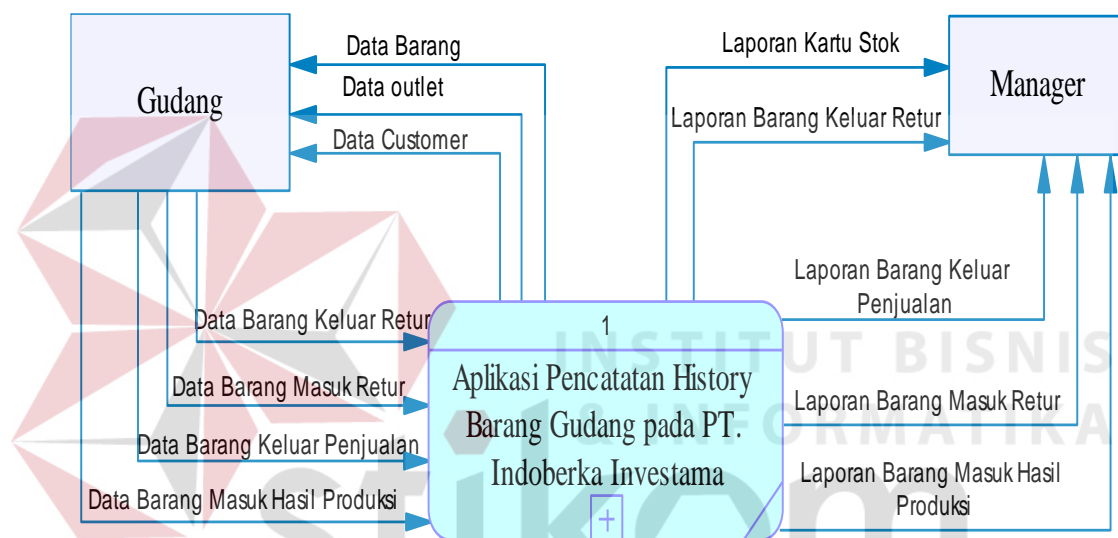 Data Barang
Laporan Kartu Stok
Gudang
Manager
Data outlet
Laporan Barang Keluar Retur
Data Customer
Laporan Barang Keluar
Penjualan
Data Barang Keluar Retur
1
INSTITUT BISNIS
Aplikasi Pencatatan History
Data Barang Masuk Retur
Laporan Barang Masuk Retur
Barang Gudang pada PT.
& INFORMATIKA
Data Barang Keluar Penjualan
Indoberka Investama
Laporan Barang Masuk Hasil
Produksi
Data Barang Masuk Hasil Produksi
stikom
+